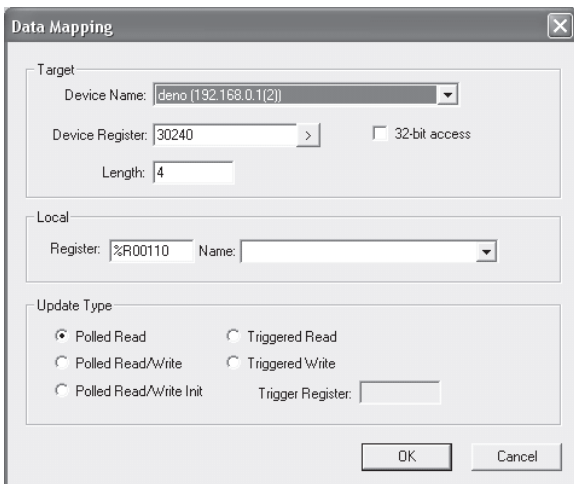 Data Mapping
Target
Device Name: deno (192.168.0.1(2))
Device Register: 30240 > 32-bit access
Length: 4
Local
Register: %R00110 Name:
Update Type
Polled Read Triggered Read
Polled Read/Write Triggered Write
Polled Read/Write Init Trigger Register:
OK Cancel